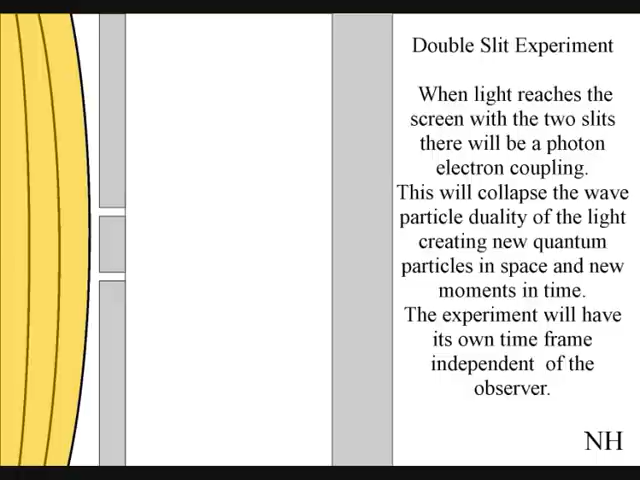 Double Slit Experiment
When light reaches the
screen with the two slits
there will be a photon
electron coupling.
This will collapse the wave
particle duality of the light
creating new quantum
particles in space and new
moments in time.
The experiment will have
its own time frame
independent of the
observer.
NH